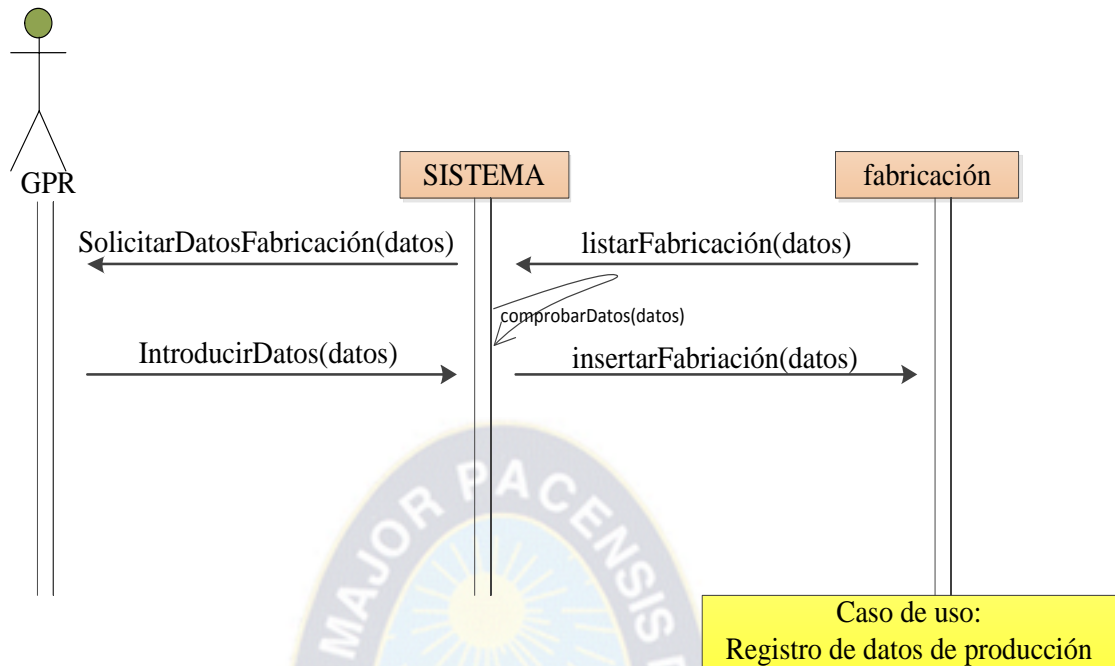 GPR
SISTEMA
fabricación
SolicitarDatosFabricación(datos)
listarFabricación(datos)
comprobarDatos(datos)
IntroducirDatos(datos)
insertarFabriación(datos)
MAJOR PACENSIS
Caso de uso:
Registro de datos de producción